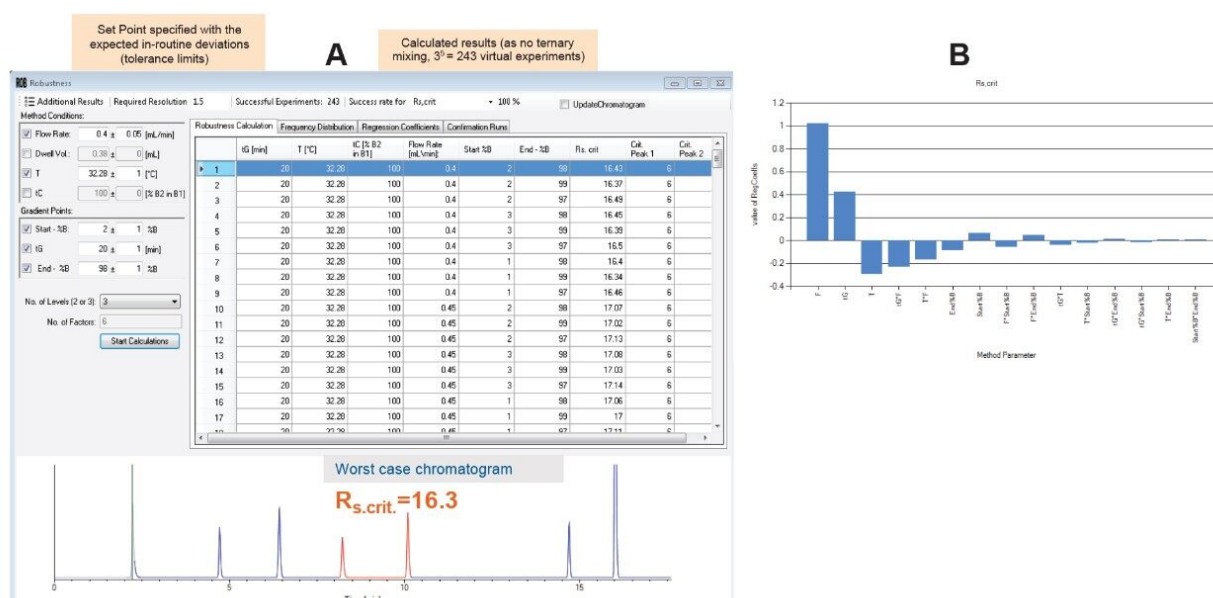 Set Point specified with the
expected in-routine deviations
(tolerance limits)
A
Calculated results (as no ternary
mixing, 3⁵ = 243 virtual experiments)
B
Robustness
Additional Results Required Resolution 1.5 Successful Experiments: 243 Success rate for Rs,crit 100 % UpdateChromatogram
Method Conditions:
Flow Rate: 0.4 ± 0.05 [mL/min]
Dwell Vol.: 0.38 ± 0 [mL]
T 32.28 ± 1 [°C]
tC 100 ± 0 [% B2 in B1]
Gradient Points:
Start - %B: 2 ± 1 %B
tG 20 ± 1 [min]
End - %B 98 ± 1 %B
No. of Levels (2 or 3): 3
No. of Factors: 6
Start Calculations
Robustness Calculation Frequency Distribution Regression Coefficients Confirmation Runs
tG [min] T [°C] tC [% B2 in B1] Flow Rate [mL/min] Start %B End - %B Rs. crit Crit. Peak 1 Crit. Peak 2
1 20 32.28 100 0.4 2 98 16.43 6
2 20 32.28 100 0.4 2 99 16.37 6
3 20 32.28 100 0.4 2 97 16.49 6
4 20 32.28 100 0.4 3 98 16.45 6
5 20 32.28 100 0.4 3 99 16.39 6
6 20 32.28 100 0.4 3 97 16.5 6
7 20 32.28 100 0.4 1 98 16.4 6
8 20 32.28 100 0.4 1 99 16.34 6
9 20 32.28 100 0.4 1 97 16.46 6
10 20 32.28 100 0.45 2 98 17.07 6
11 20 32.28 100 0.45 2 99 17.02 6
12 20 32.28 100 0.45 2 97 17.13 6
13 20 32.28 100 0.45 3 98 17.08 6
14 20 32.28 100 0.45 3 99 17.03 6
15 20 32.28 100 0.45 3 97 17.14 6
16 20 32.28 100 0.45 1 98 17.06 6
17 20 32.28 100 0.45 1 99 17 6
Worst case chromatogram
Rs.crit.=16.3
0 5 10 15
Rs,crit
value of RegCoeffs
1.2
1
0.8
0.6
0.4
0.2
0
-0.2
-0.4
F
tG
T
tG*F
T*F
End%B
Start%B
F*Start%B
F*End%B
tG*T
T*Start%B
tG*End%B
tG*Start%B
T*End%B
Start%B*End%B
Method Parameter